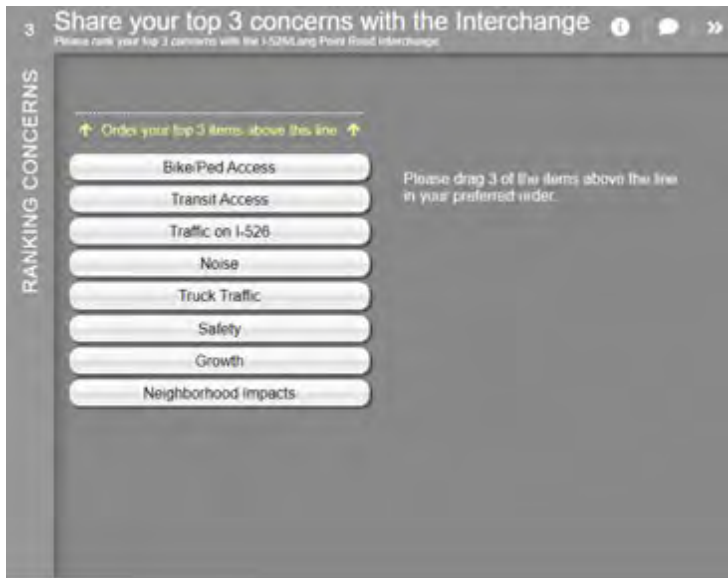 3
Share your top 3 concerns with the Interchange
Please rank your top 3 concerns with the I-526/Long Point Road Interchange
RANKING CONCERNS
Order your top 3 items above this line
Bike/Ped Access
Transit Access
Traffic on I-526
Noise
Truck Traffic
Safety
Growth
Neighborhood Impacts
Please drag 3 of the items above the line
in your preferred order.